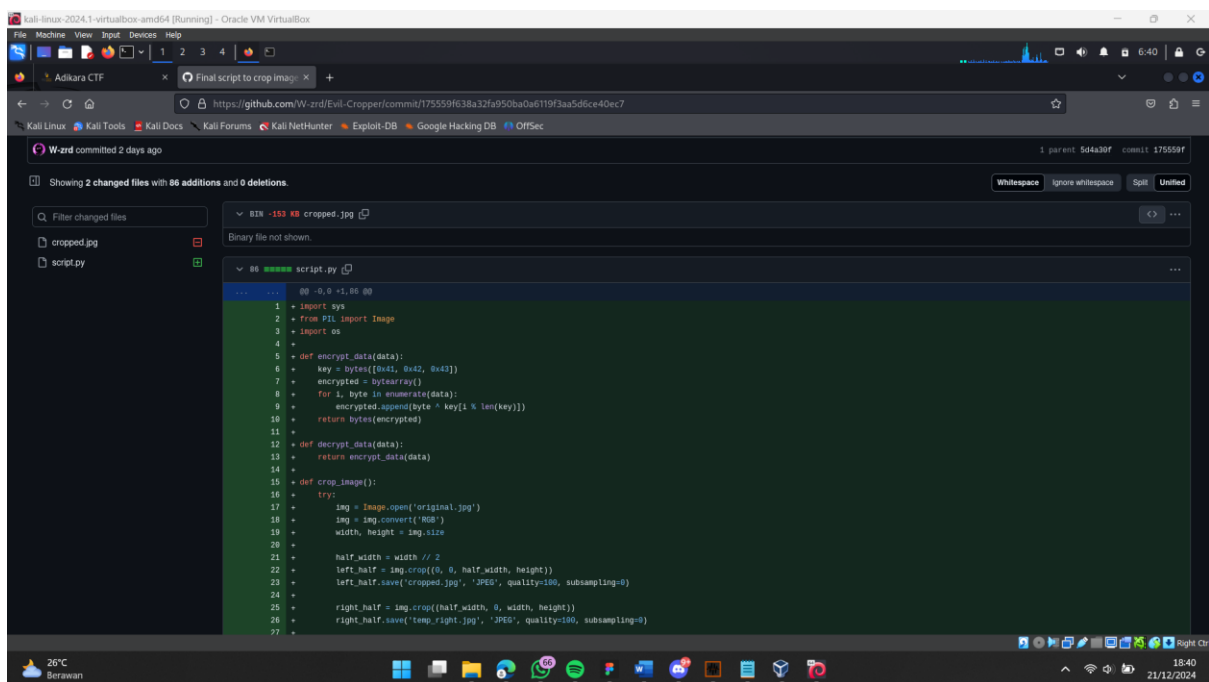 kali-linux-2024.1-virtualbox-amd64 [Running] - Oracle VM VirtualBox
File Machine View Input Devices Help
1 2 3 4 6:40
Adikara CTF Final script to crop image
https://github.com/W-zrd/Evil-Cropper/commit/175559f638a32fa950ba0a6119f3aa5d6ce40ec7
Kali Linux Kali Tools Kali Docs Kali Forums Kali NetHunter Exploit-DB Google Hacking DB OffSec
W-zrd committed 2 days ago 1 parent 5d4a30f commit 175559f
Showing 2 changed files with 86 additions and 0 deletions. Whitespace Ignore whitespace Split Unified
Filter changed files
cropped.jpg
script.py
BIN -153 KB cropped.jpg
Binary file not shown.
86 script.py
... ... @@ -0,0 +1,86 @@
1 + import sys
2 + from PIL import Image
3 + import os
4 +
5 + def encrypt_data(data):
6 + key = bytes([0x41, 0x42, 0x43])
7 + encrypted = bytearray()
8 + for i, byte in enumerate(data):
9 + encrypted.append(byte ^ key[i % len(key)])
10 + return bytes(encrypted)
11 +
12 + def decrypt_data(data):
13 + return encrypt_data(data)
14 +
15 + def crop_image():
16 + try:
17 + img = Image.open('original.jpg')
18 + img = img.convert('RGB')
19 + width, height = img.size
20 +
21 + half_width = width // 2
22 + left_half = img.crop((0, 0, half_width, height))
23 + left_half.save('cropped.jpg', 'JPEG', quality=100, subsampling=0)
24 +
25 + right_half = img.crop((half_width, 0, width, height))
26 + right_half.save('temp_right.jpg', 'JPEG', quality=100, subsampling=0)
27 +
Right Ctrl
26°C
Berawan
66
18:40
21/12/2024